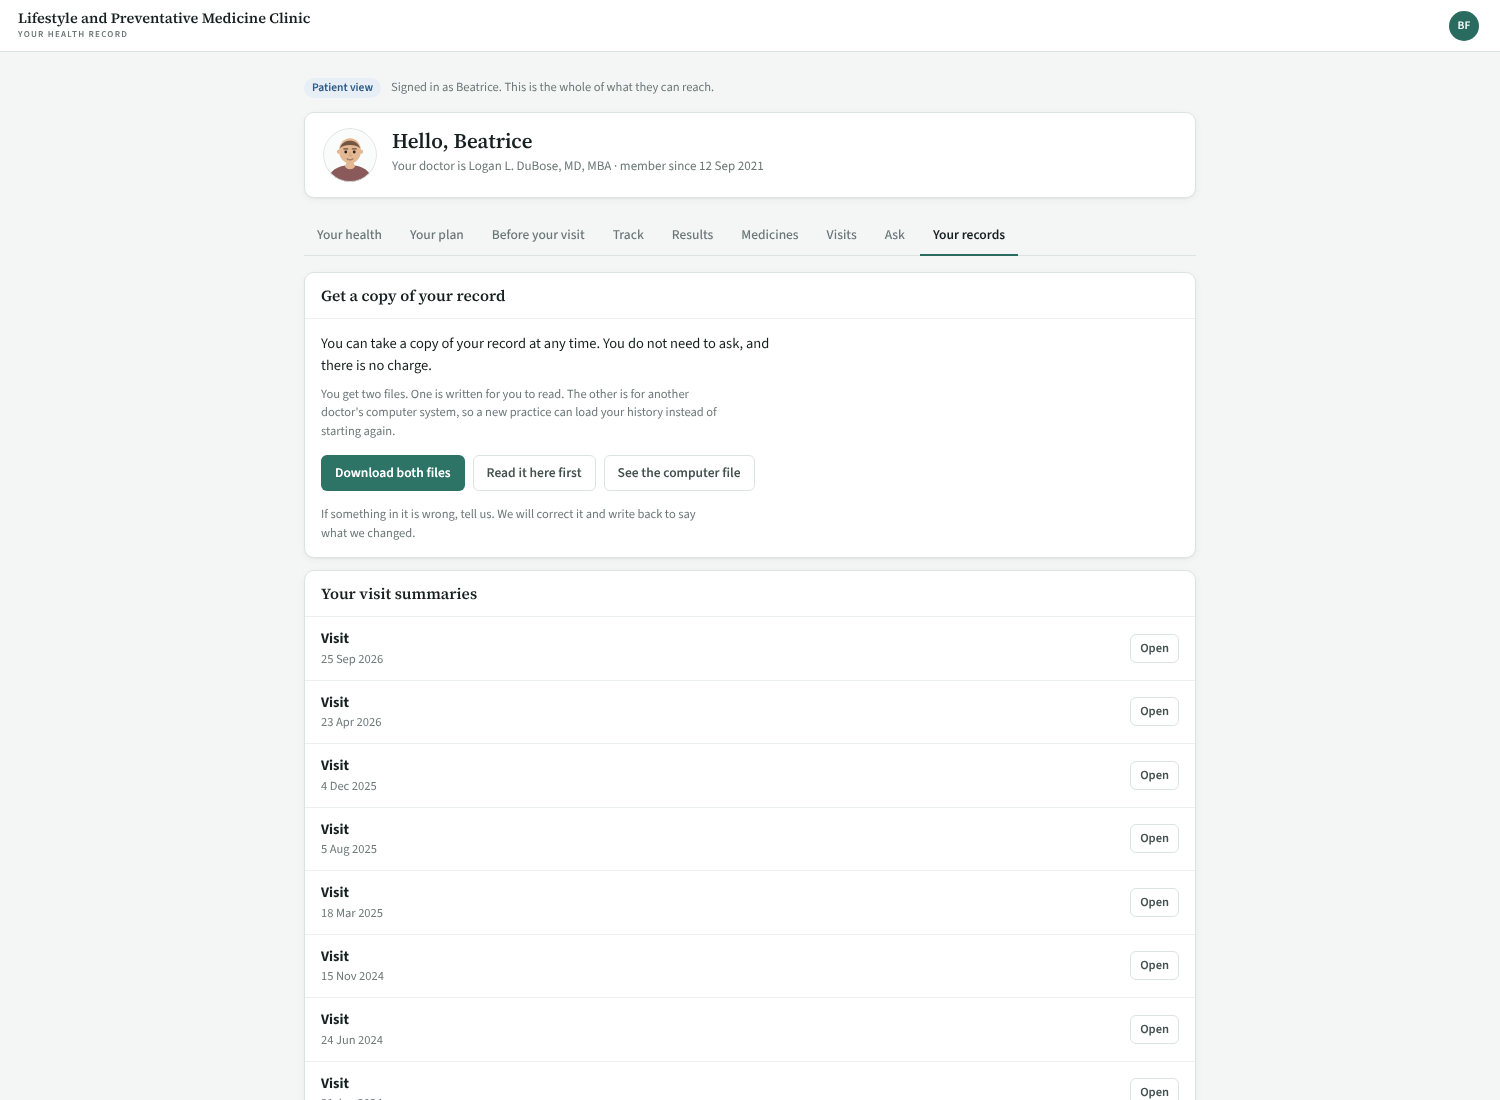 Lifestyle and Preventative Medicine Clinic
YOUR HEALTH RECORD
BF
Patient view Signed in as Beatrice. This is the whole of what they can reach.
Hello, Beatrice
Your doctor is Logan L. DuBose, MD, MBA · member since 12 Sep 2021
Your health Your plan Before your visit Track Results Medicines Visits Ask Your records
Get a copy of your record
You can take a copy of your record at any time. You do not need to ask, and
there is no charge.
You get two files. One is written for you to read. The other is for another
doctor's computer system, so a new practice can load your history instead of
starting again.
Download both files Read it here first See the computer file
If something in it is wrong, tell us. We will correct it and write back to say
what we changed.
Your visit summaries
Visit
25 Sep 2026
Open
Visit
23 Apr 2026
Open
Visit
4 Dec 2025
Open
Visit
5 Aug 2025
Open
Visit
18 Mar 2025
Open
Visit
15 Nov 2024
Open
Visit
24 Jun 2024
Open
Visit
Open